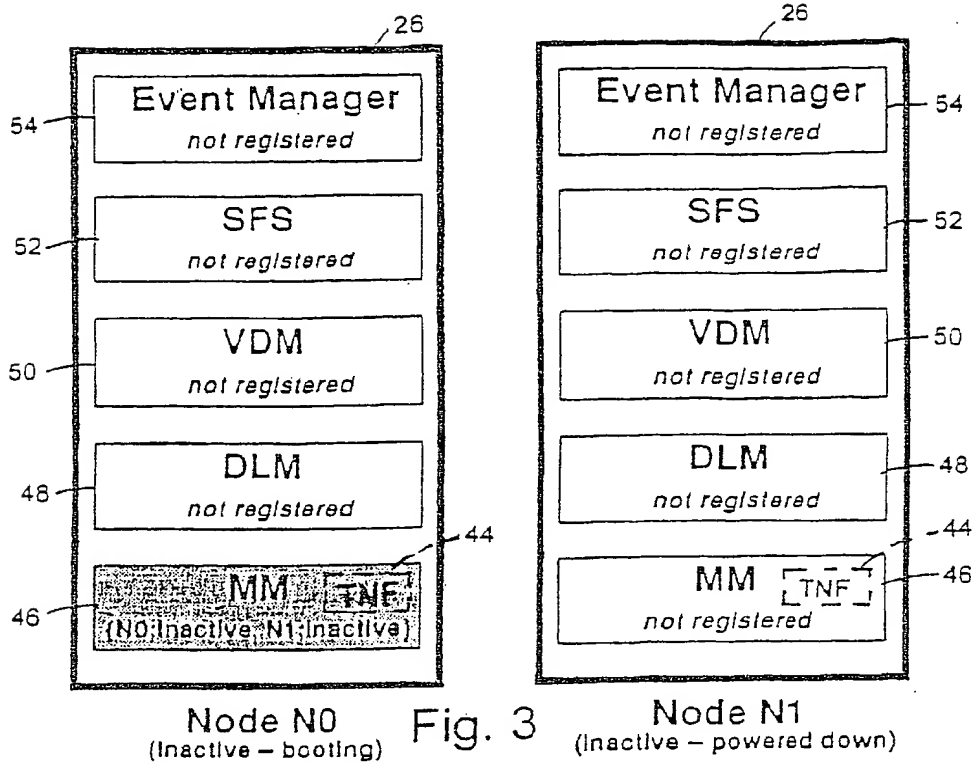 26
Event Manager
not registered
54
SFS
not registered
52
VDM
not registered
50
DLM
not registered
48
44
MM
TNF
(N0;Inactive, N1;Inactive)
46
Node N0
(Inactive – booting)
26
Event Manager
not registered
54
SFS
not registered
52
VDM
not registered
50
DLM
not registered
48
44
MM
TNF
not registered
46
Node N1
(Inactive – powered down)
Fig. 3